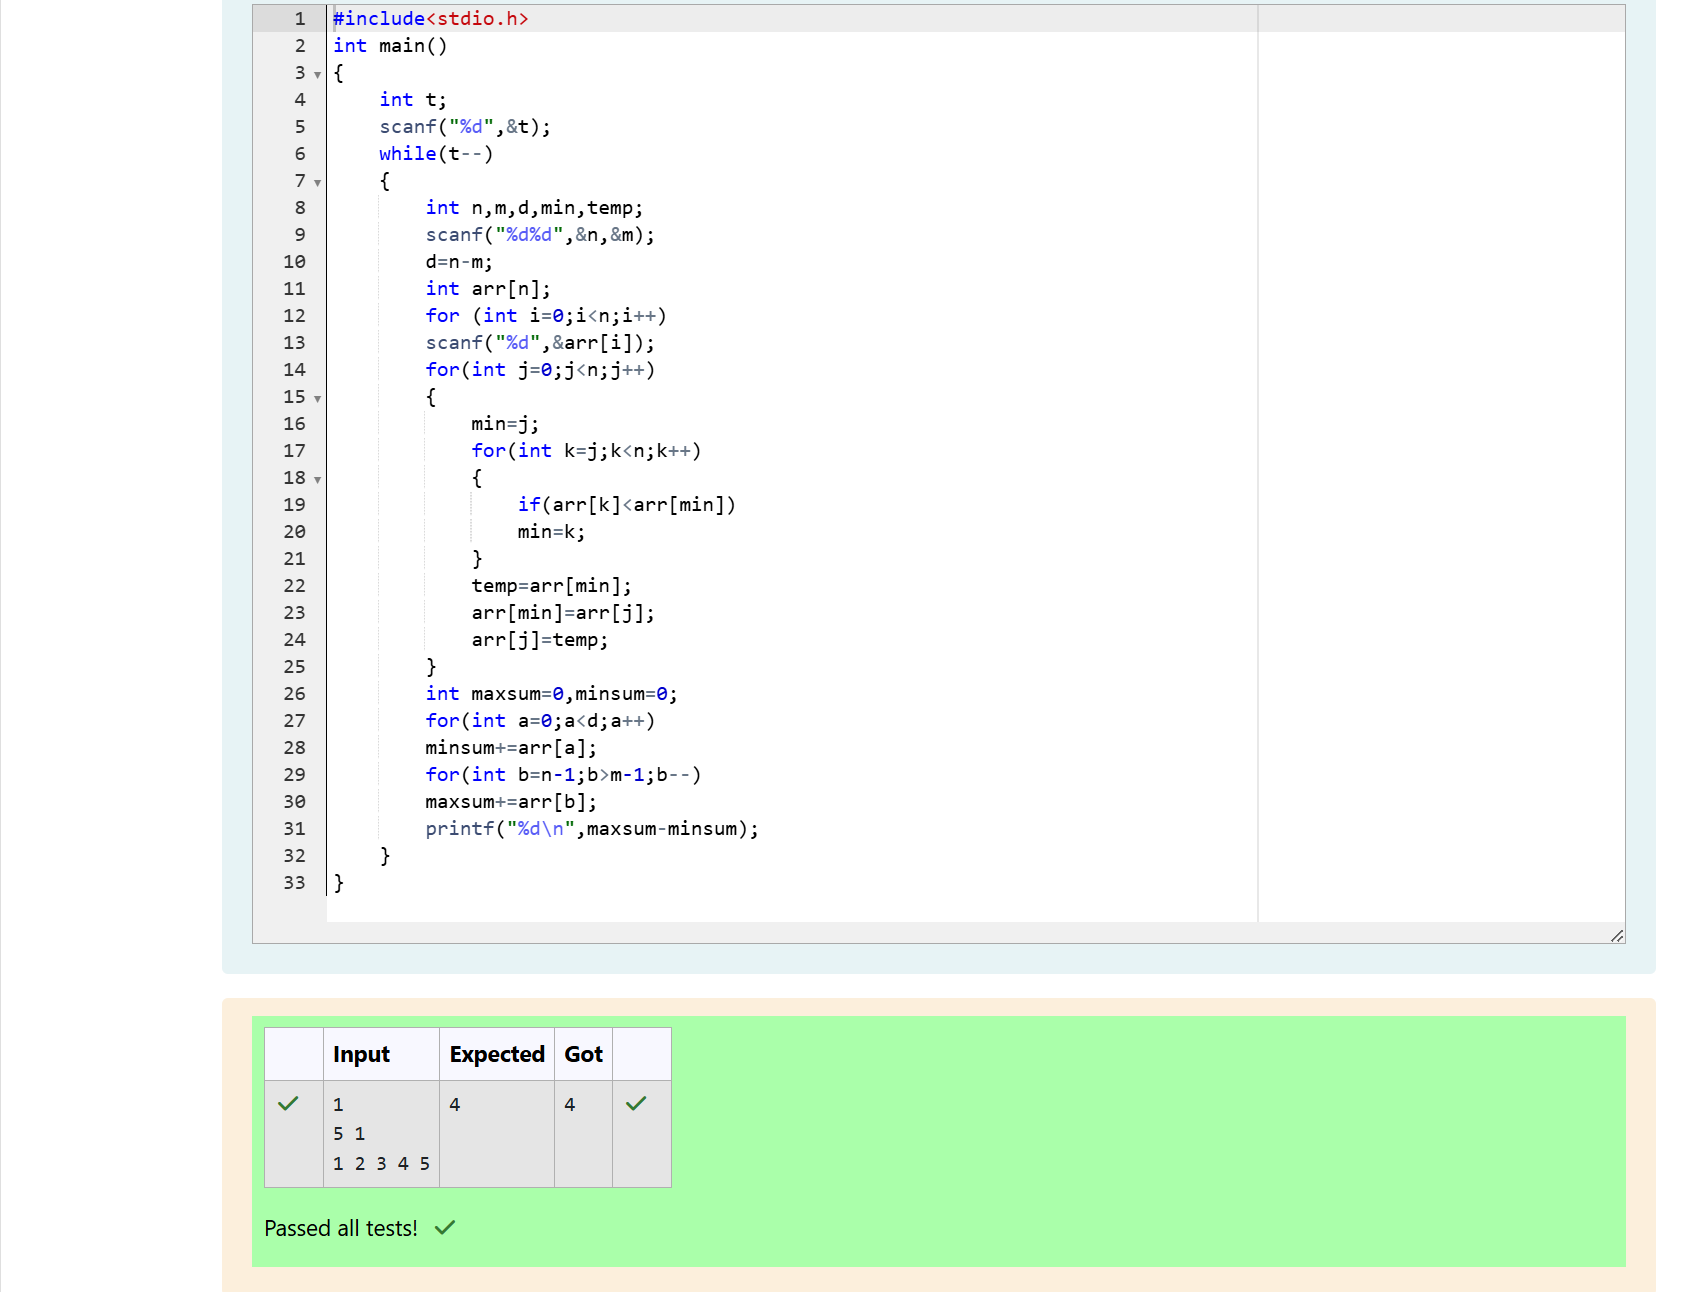 1 #include<stdio.h>
2 int main()
3 {
4     int t;
5     scanf("%d",&t);
6     while(t--)
7     {
8         int n,m,d,min,temp;
9         scanf("%d%d",&n,&m);
10         d=n-m;
11         int arr[n];
12         for (int i=0;i<n;i++)
13         scanf("%d",&arr[i]);
14         for(int j=0;j<n;j++)
15         {
16             min=j;
17             for(int k=j;k<n;k++)
18             {
19                 if(arr[k]<arr[min])
20                 min=k;
21             }
22             temp=arr[min];
23             arr[min]=arr[j];
24             arr[j]=temp;
25         }
26         int maxsum=0,minsum=0;
27         for(int a=0;a<d;a++)
28         minsum+=arr[a];
29         for(int b=n-1;b>m-1;b--)
30         maxsum+=arr[b];
31         printf("%d\n",maxsum-minsum);
32     }
33 }
Input Expected Got
1 4 4
5 1
1 2 3 4 5
Passed all tests!